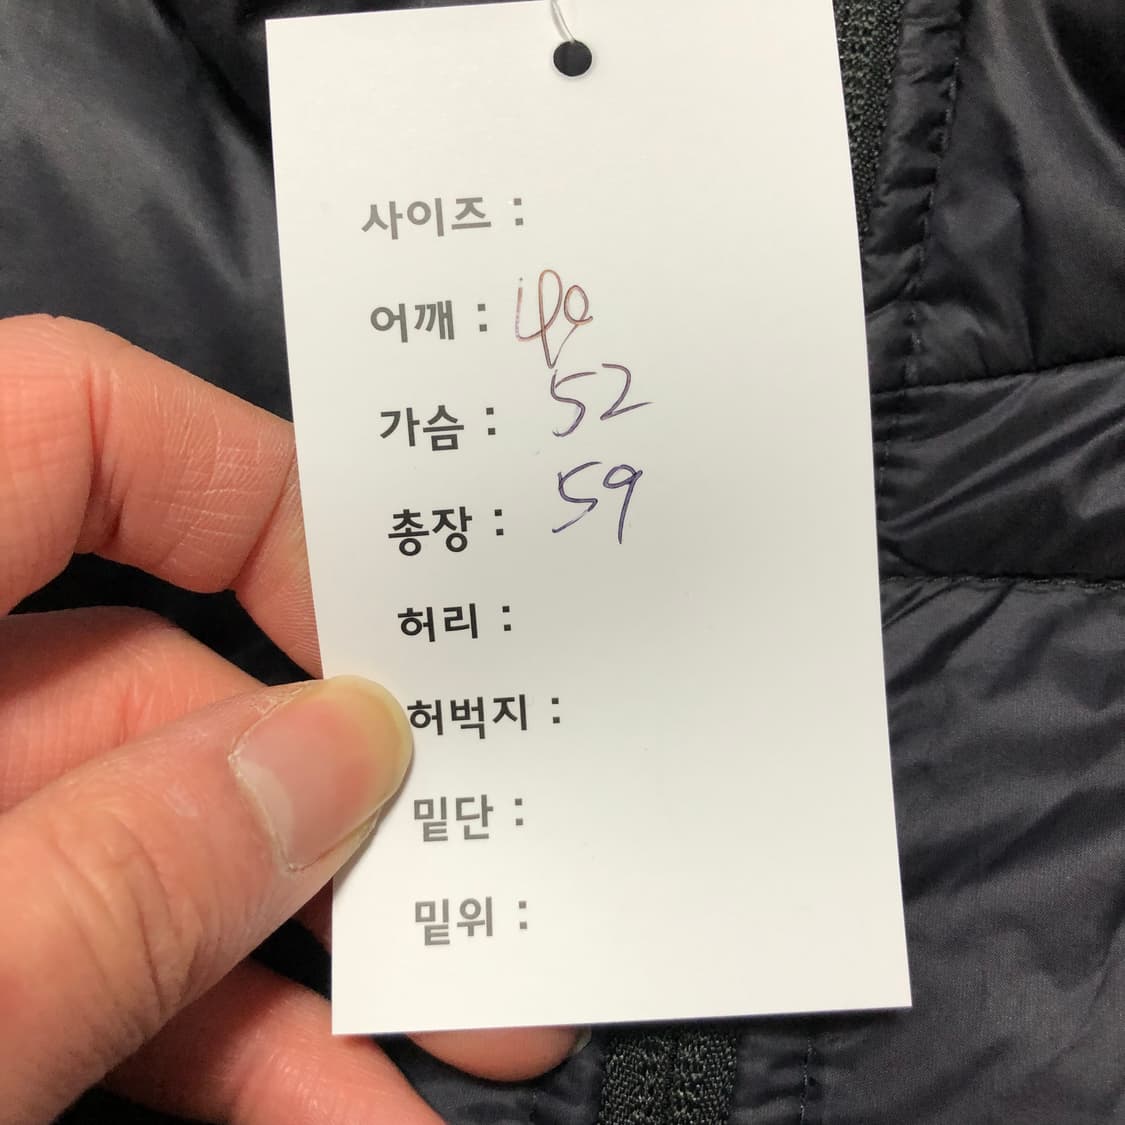 사이즈 :
어깨 : 40
가슴 : 52
총장 : 59
허리 :
허벅지 :
밑단 :
밑위 :